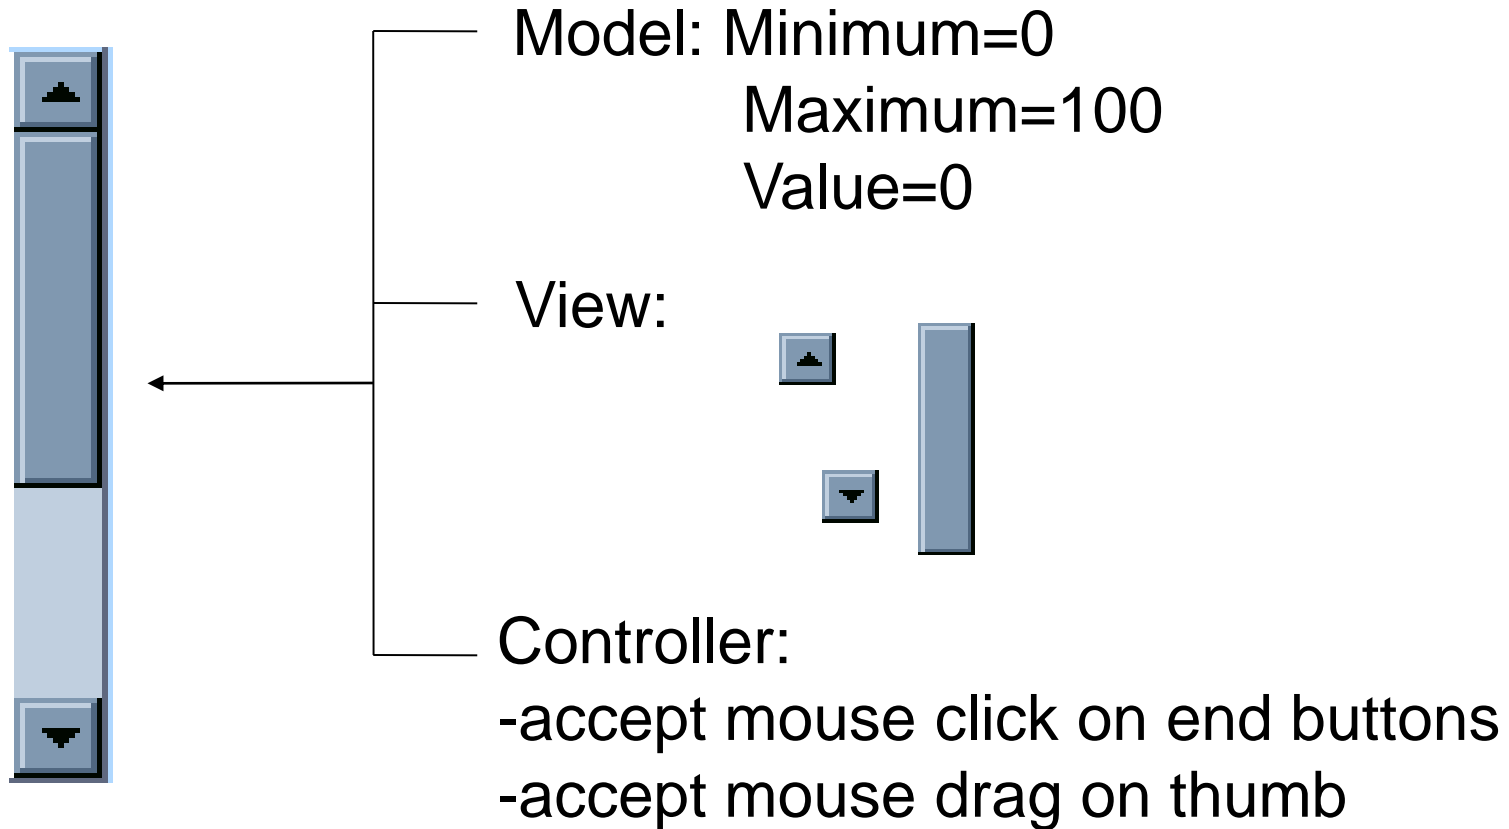 Model: Minimum=0
Maximum=100
Value=0
View:
Controller:
-accept mouse click on end buttons
-accept mouse drag on thumb